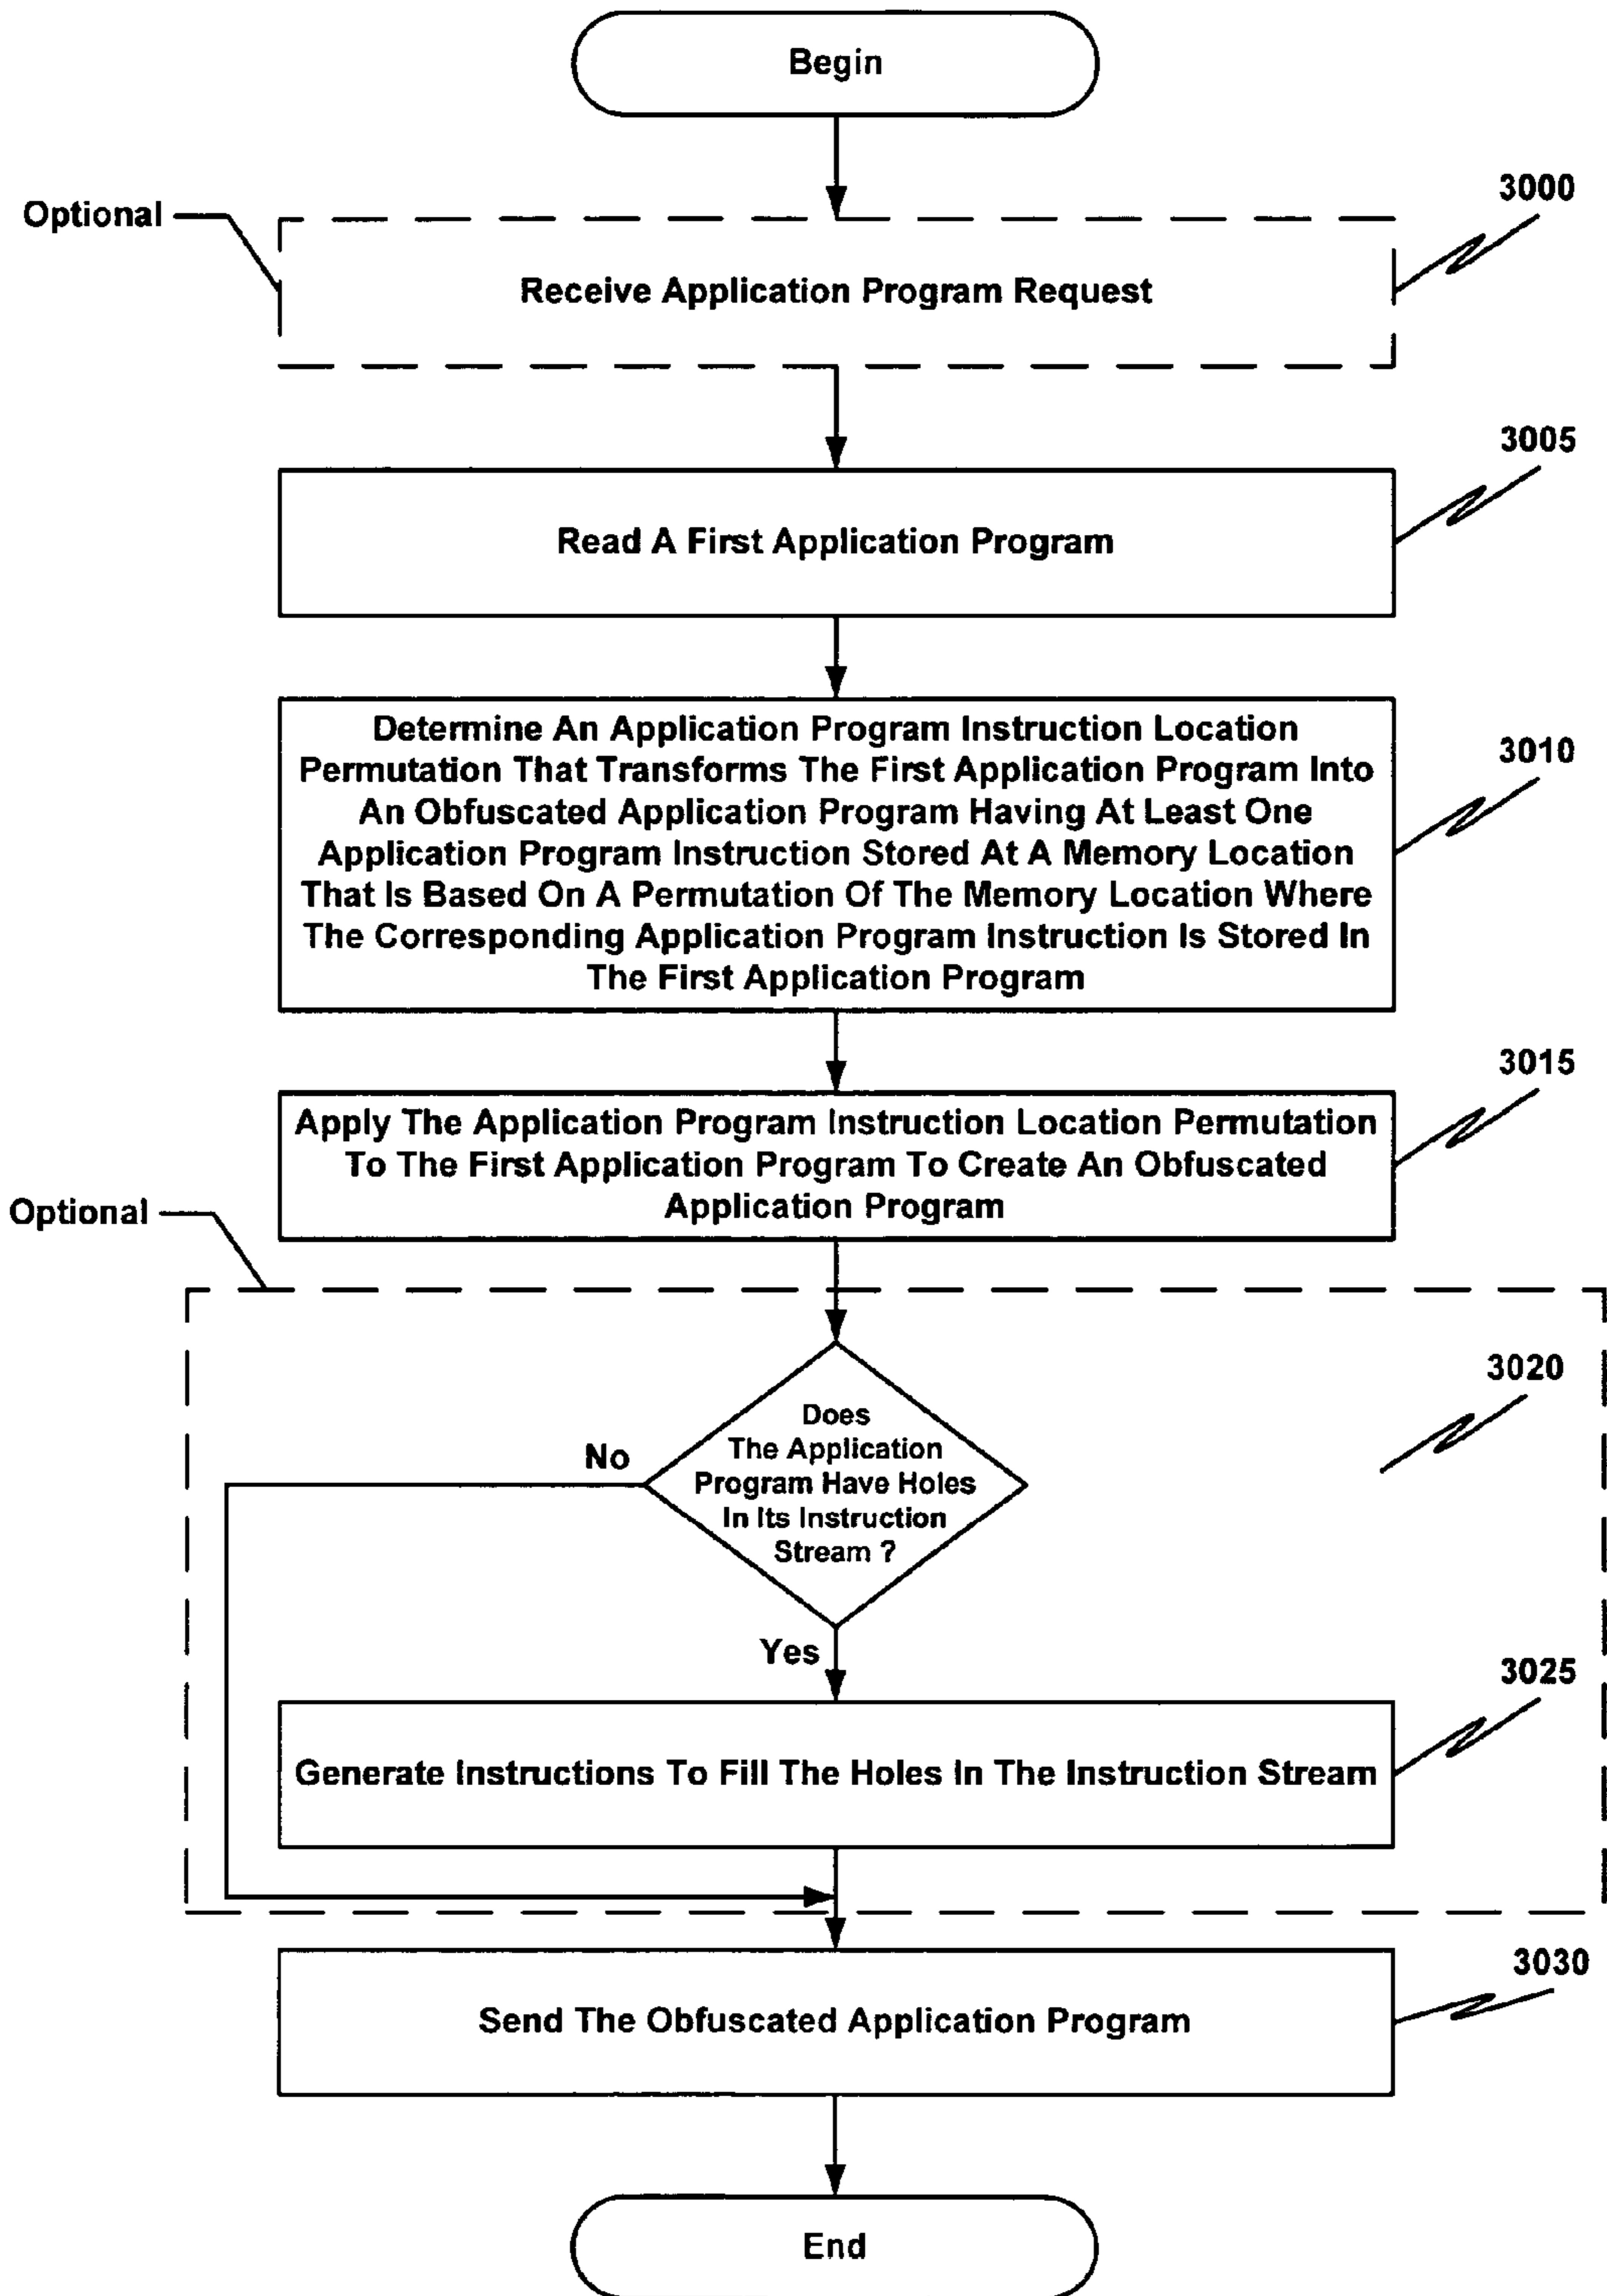 Begin
3000
Optional
Receive Application Program Request
3005
Read A First Application Program
3010
Determine An Application Program Instruction Location
Permutation That Transforms The First Application Program Into
An Obfuscated Application Program Having At Least One
Application Program Instruction Stored At A Memory Location
That Is Based On A Permutation Of The Memory Location Where
The Corresponding Application Program Instruction Is Stored In
The First Application Program
3015
Apply The Application Program Instruction Location Permutation
To The First Application Program To Create An Obfuscated
Application Program
Optional
3020
Does
The Application
Program Have Holes
In Its Instruction
Stream ?
No
Yes
3025
Generate Instructions To Fill The Holes In The Instruction Stream
3030
Send The Obfuscated Application Program
End